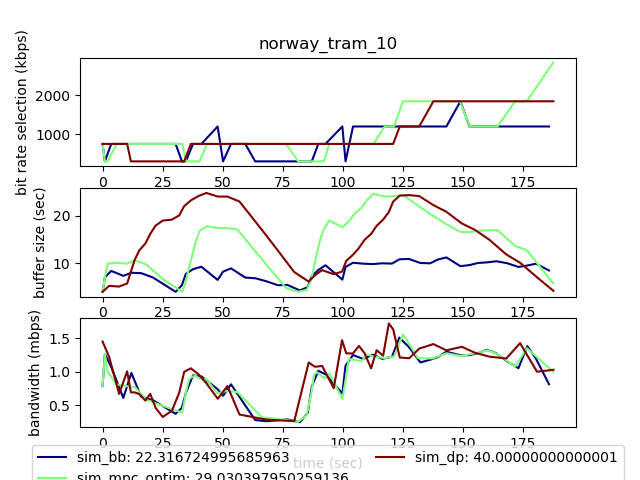 norway_tram_10
bit rate selection (kbps)
2000
1000
0 25 50 75 100 125 150 175
buffer size (sec)
20
10
0 25 50 75 100 125 150 175
bandwidth (mbps)
1.5
1.0
0.5
0 25 50 75 100 125 150 175
time (sec)
sim_bb: 22.316724995685963
sim_dp: 40.00000000000001
sim_mpc_optim: 29.030397950259136